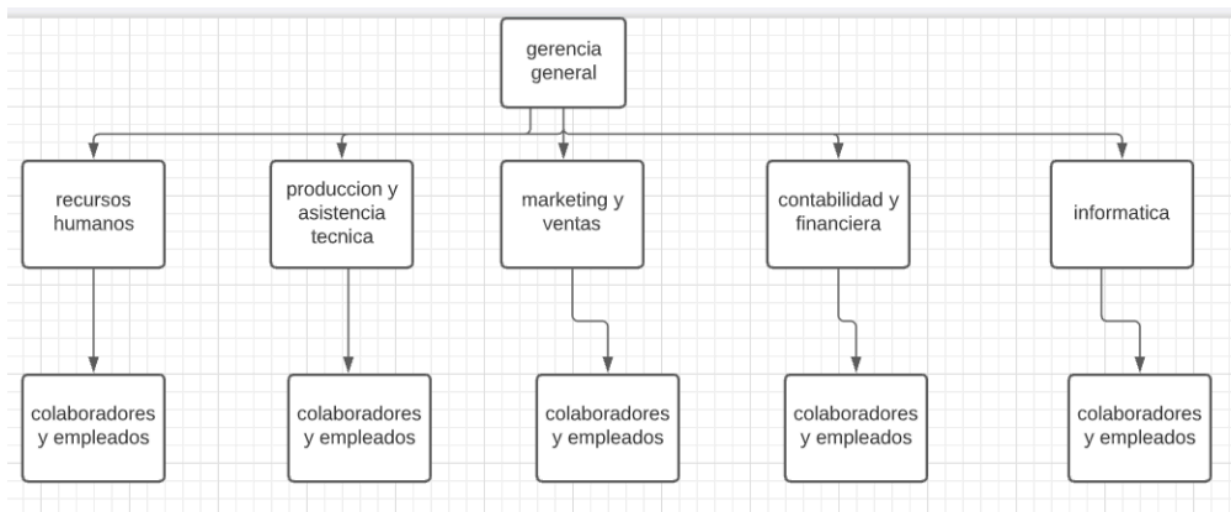 gerencia
general
recursos
humanos
produccion y
asistencia
tecnica
marketing y
ventas
contabilidad y
financiera
informatica
colaboradores
y empleados
colaboradores
y empleados
colaboradores
y empleados
colaboradores
y empleados
colaboradores
y empleados